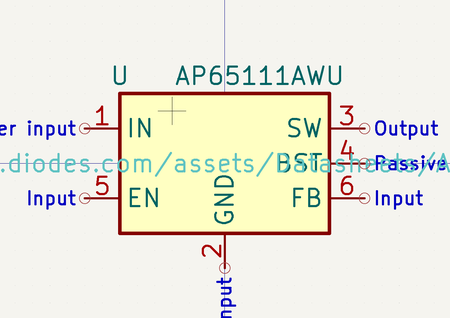 U AP65111AWU
er input 1 IN SW 3 Output
.diodes.com/assets/Datasheets/A BST 4 Passive
Input 5 EN GND FB 6 Input
2
nput